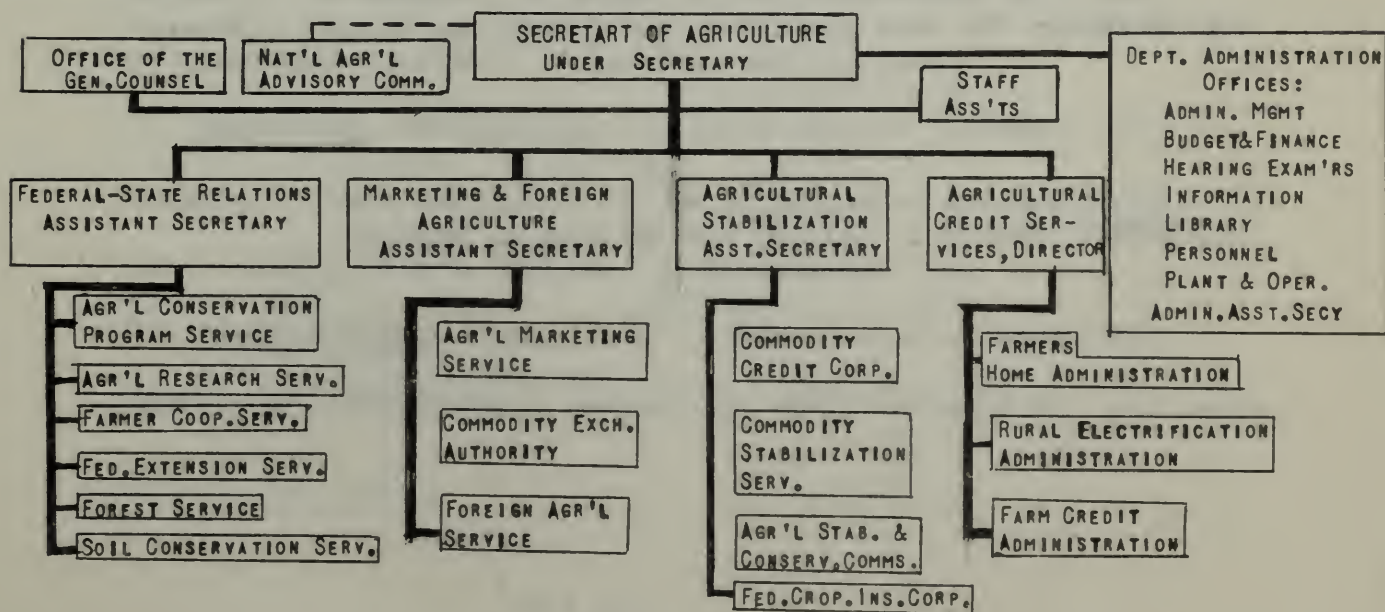 SECRETART OF AGRICULTURE
UNDER SECRETARY
OFFICE OF THE
GEN.COUNSEL
NAT'L AGR'L
ADVISORY COMM.
STAFF
ASS'TS
DEPT. ADMINISTRATION
OFFICES:
ADMIN. MGMT
BUDGET&FINANCE
HEARING EXAM'RS
INFORMATION
LIBRARY
PERSONNEL
PLANT & OPER.
ADMIN.ASST.SECY
FEDERAL-STATE RELATIONS
ASSISTANT SECRETARY
AGR'L CONSERVATION
PROGRAM SERVICE
AGR'L RESEARCH SERV.
FARMER COOP.SERV.
FED.EXTENSION SERV.
FOREST SERVICE
SOIL CONSERVATION SERV.
MARKETING & FOREIGN
AGRICULTURE
ASSISTANT SECRETARY
AGR'L MARKETING
SERVICE
COMMODITY EXCH.
AUTHORITY
FOREIGN AGR'L
SERVICE
AGRICULTURAL
STABILIZATION
ASST.SECRETARY
COMMODITY
CREDIT CORP.
COMMODITY
STABILIZATION
SERV.
AGR'L STAB. &
CONSERV.COMMS.
FED.CROP.INS.CORP.
AGRICULTURAL
CREDIT SER-
VICES,DIRECTOR
FARMERS
HOME ADMINISTRATION
RURAL ELECTRIFICATION
ADMINISTRATION
FARM CREDIT
ADMINISTRATION